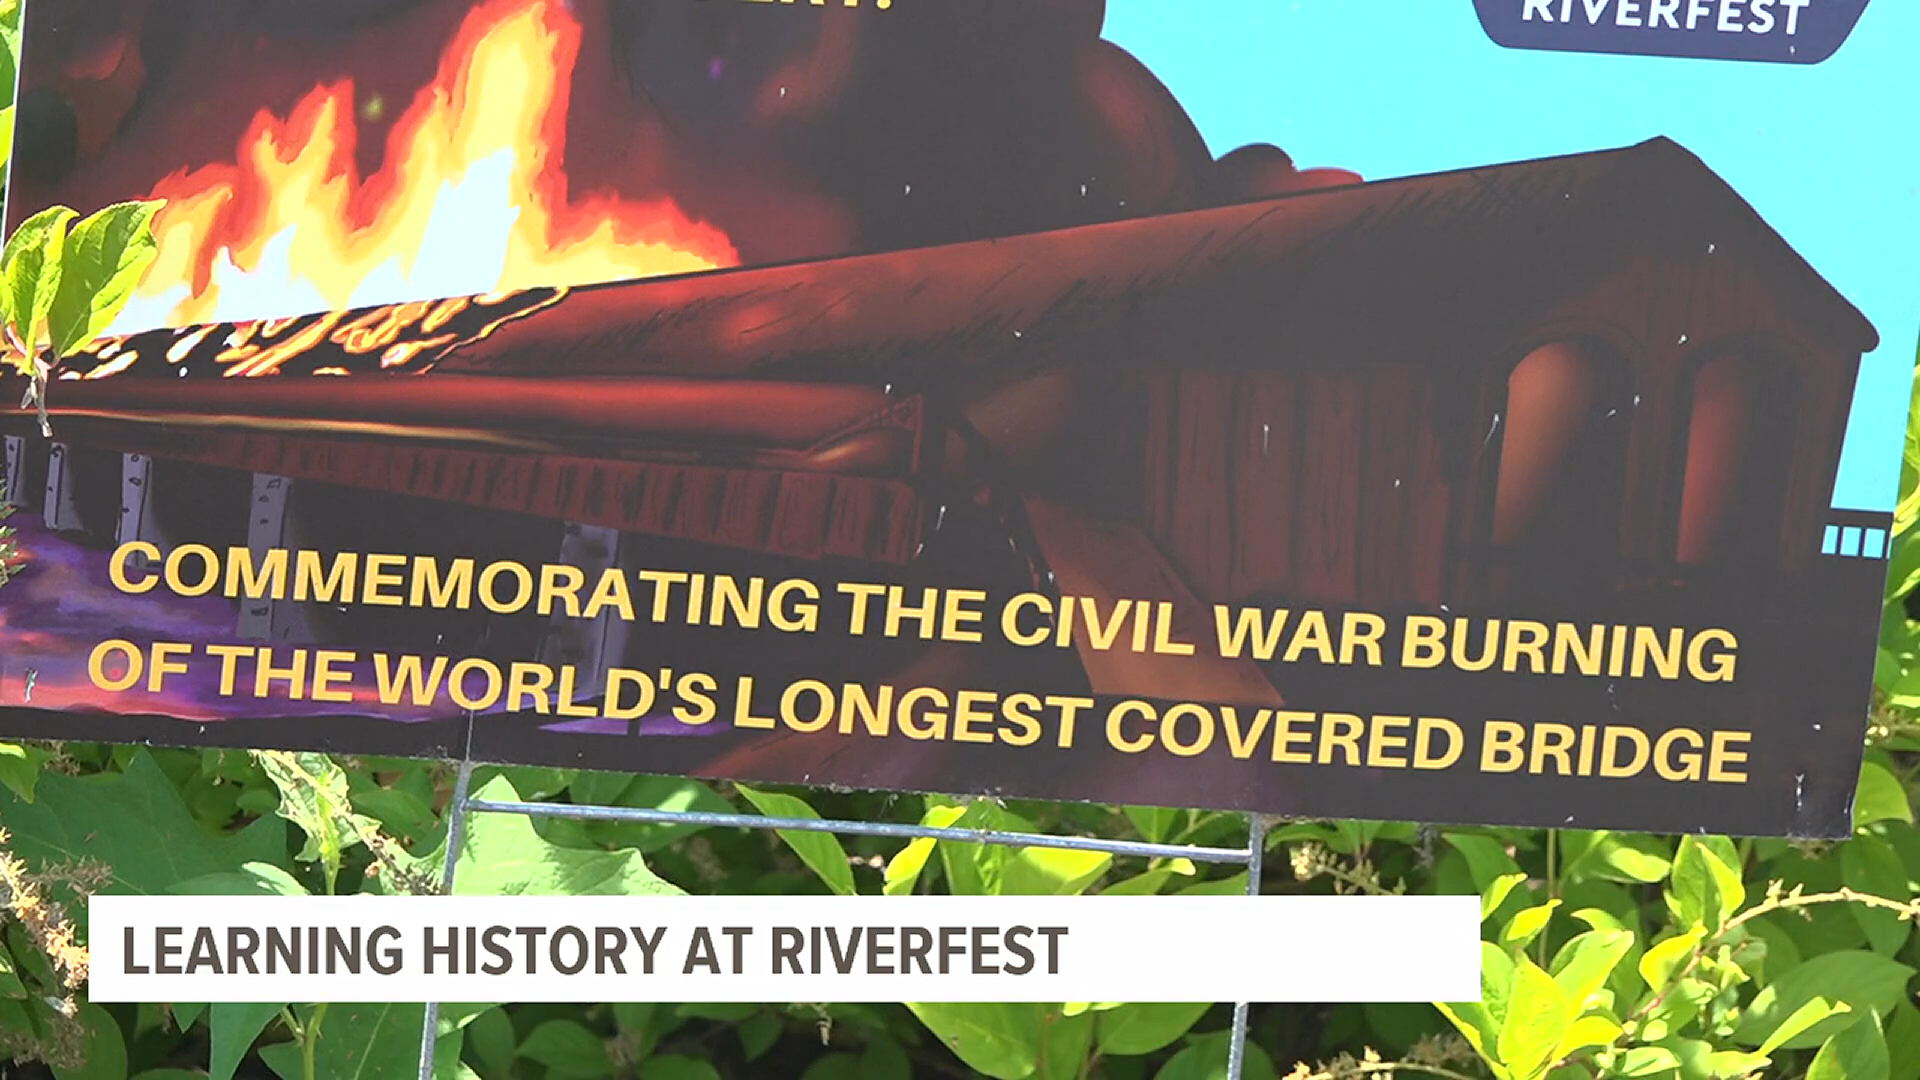 RIVERFEST
COMMEMORATING THE CIVIL WAR BURNING
OF THE WORLD'S LONGEST COVERED BRIDGE
LEARNING HISTORY AT RIVERFEST